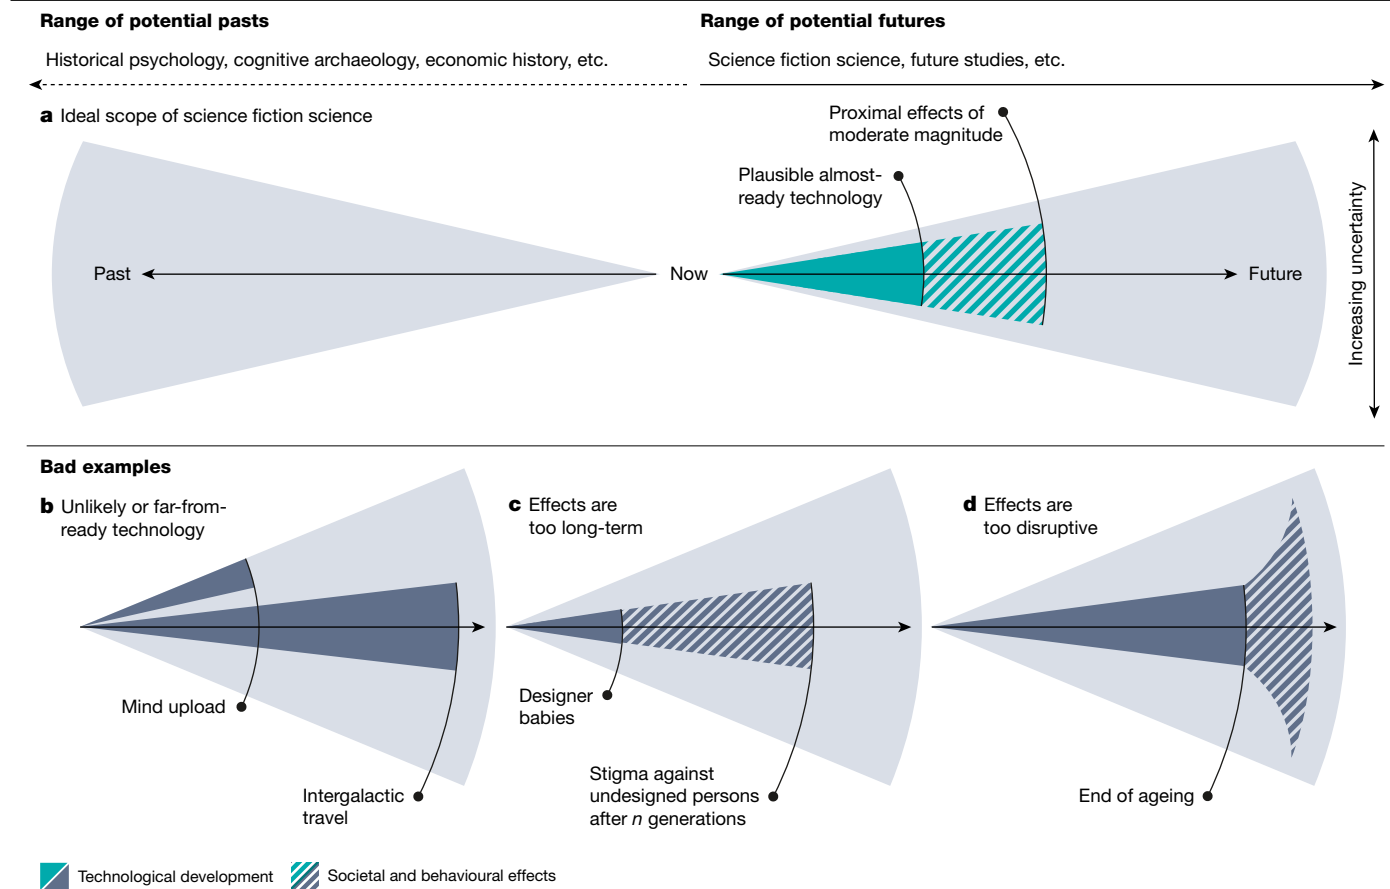 Range of potential pasts
Range of potential futures
Historical psychology, cognitive archaeology, economic history, etc.
Science fiction science, future studies, etc.
a Ideal scope of science fiction science
Proximal effects of
moderate magnitude
Plausible almost-
ready technology
Past
Now
Future
Increasing uncertainty
Bad examples
b Unlikely or far-from-
ready technology
Mind upload
Intergalactic
travel
c Effects are
too long-term
Designer
babies
Stigma against
undesigned persons
after n generations
d Effects are
too disruptive
End of ageing
Technological development
Societal and behavioural effects